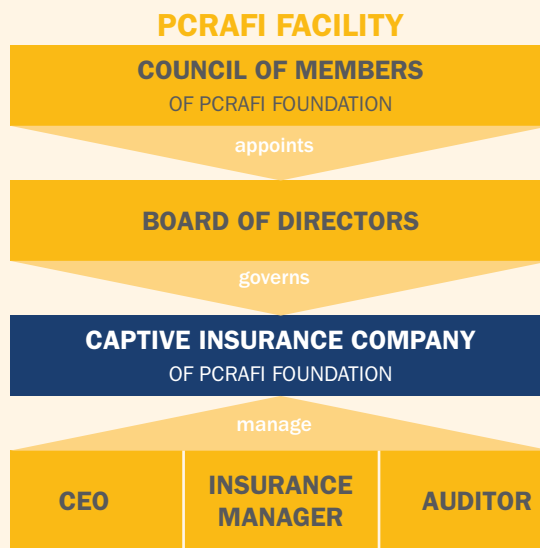 PCRAFI FACILITY
COUNCIL OF MEMBERS
OF PCRAFI FOUNDATION
appoints
BOARD OF DIRECTORS
governs
CAPTIVE INSURANCE COMPANY
OF PCRAFI FOUNDATION
manage
CEO
INSURANCE
MANAGER
AUDITOR